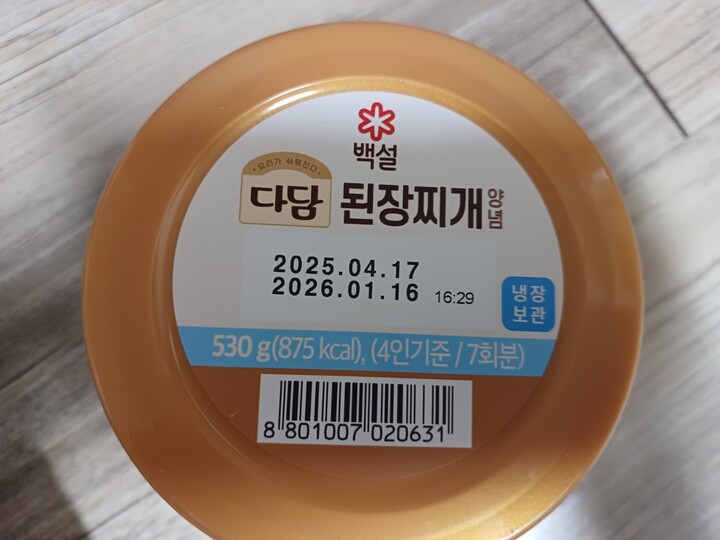 백설
• 요리가 쉬워진다 •
다담 된장찌개 양념
2025.04.17
2026.01.16 16:29
냉장
보관
530 g(875 kcal), (4인기준 / 7회분)
8 801007 020631